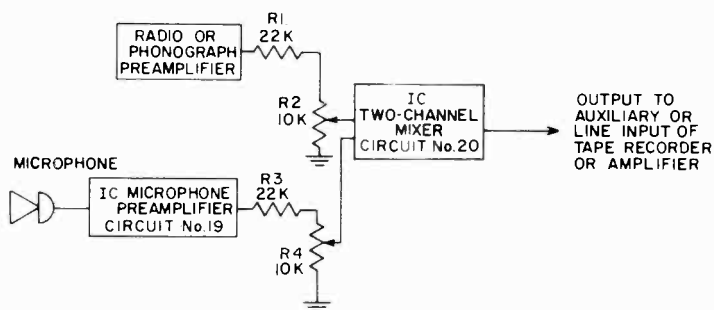 R1
22K
RADIO OR
PHONOGRAPH
PREAMPLIFIER
R2
10K
IC
TWO-CHANNEL
MIXER
CIRCUIT No.20
OUTPUT TO
AUXILIARY OR
LINE INPUT OF
TAPE RECORDER
OR AMPLIFIER
MICROPHONE
IC MICROPHONE
PREAMPLIFIER
CIRCUIT No.19
R3
22K
R4
10K